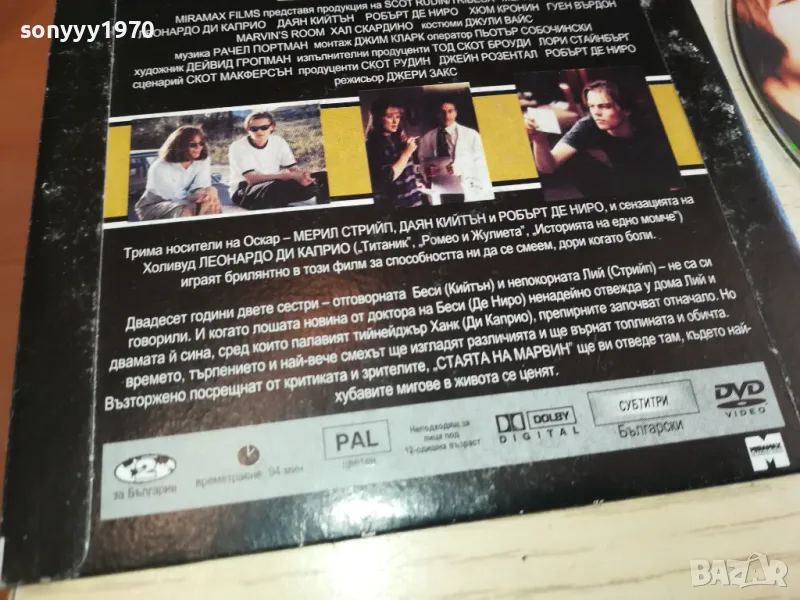 sonyyy1970
MIRAMAX FILMS представя продукция на SCOT RUDIN/TRIBECA
ЛЕОНАРДО ДИ КАПРИО ДАЯН КИЙТЪН РОБЪРТ ДЕ НИРО ХЮМ КРОНИН ГУЕН ВЪРДОН
MARVIN'S ROOM ХАЛ СКАРДИНО костюми ДЖУЛИ ВАЙС
музика РАЧЕЛ ПОРТМАН монтаж ДЖИМ КЛАРК оператор ПЬОТЪР СОБОЧИНСКИ
художник ДЕЙВИД ГРОПМАН изпълнителни продуценти ТОД СКОТ БРОУДИ ЛОРИ СТАЙНБЪРГ
сценарий СКОТ МАКФЕРСЪН продуценти СКОТ РУДИН ДЖЕЙН РОЗЕНТАЛ РОБЪРТ ДЕ НИРО
режисьор ДЖЕРИ ЗАКС
Трима носители на Оскар – МЕРИЛ СТРИЙП, ДАЯН КИЙТЪН и РОБЪРТ ДЕ НИРО, и сензацията на
Холивуд ЛЕОНАРДО ДИ КАПРИО („Титаник", „Ромео и Жулиета", „Историята на едно момче")
играят брилянтно в този филм за способността ни да се смеем, дори когато боли.
Двадесет години двете сестри – отговорната Беси (Кийтън) и непокорната Лий (Стрийп) – не са си
говорили. И когато лошата новина от доктора на Беси (Де Ниро) ненадейно отвежда у дома Лий и
двамата ѝ сина, сред които палавият тийнейджър Ханк (Ди Каприо), препирните започват отначало. Но
времето, търпението и най-вече смехът ще изгладят различията и ще върнат топлината и обичта.
Възторжено посрещнат от критиката и зрителите, „СТАЯТА НА МАРВИН" ще ви отведе там, където най-
хубавите мигове в живота се ценят.
2
за България
времетраене: 94 мин
PAL
цветен
Неподходящ за
лица под
12-годишна възраст
DOLBY
DIGITAL
СУБТИТРИ
Български
DVD
VIDEO
MIRAMAX
BAZAR